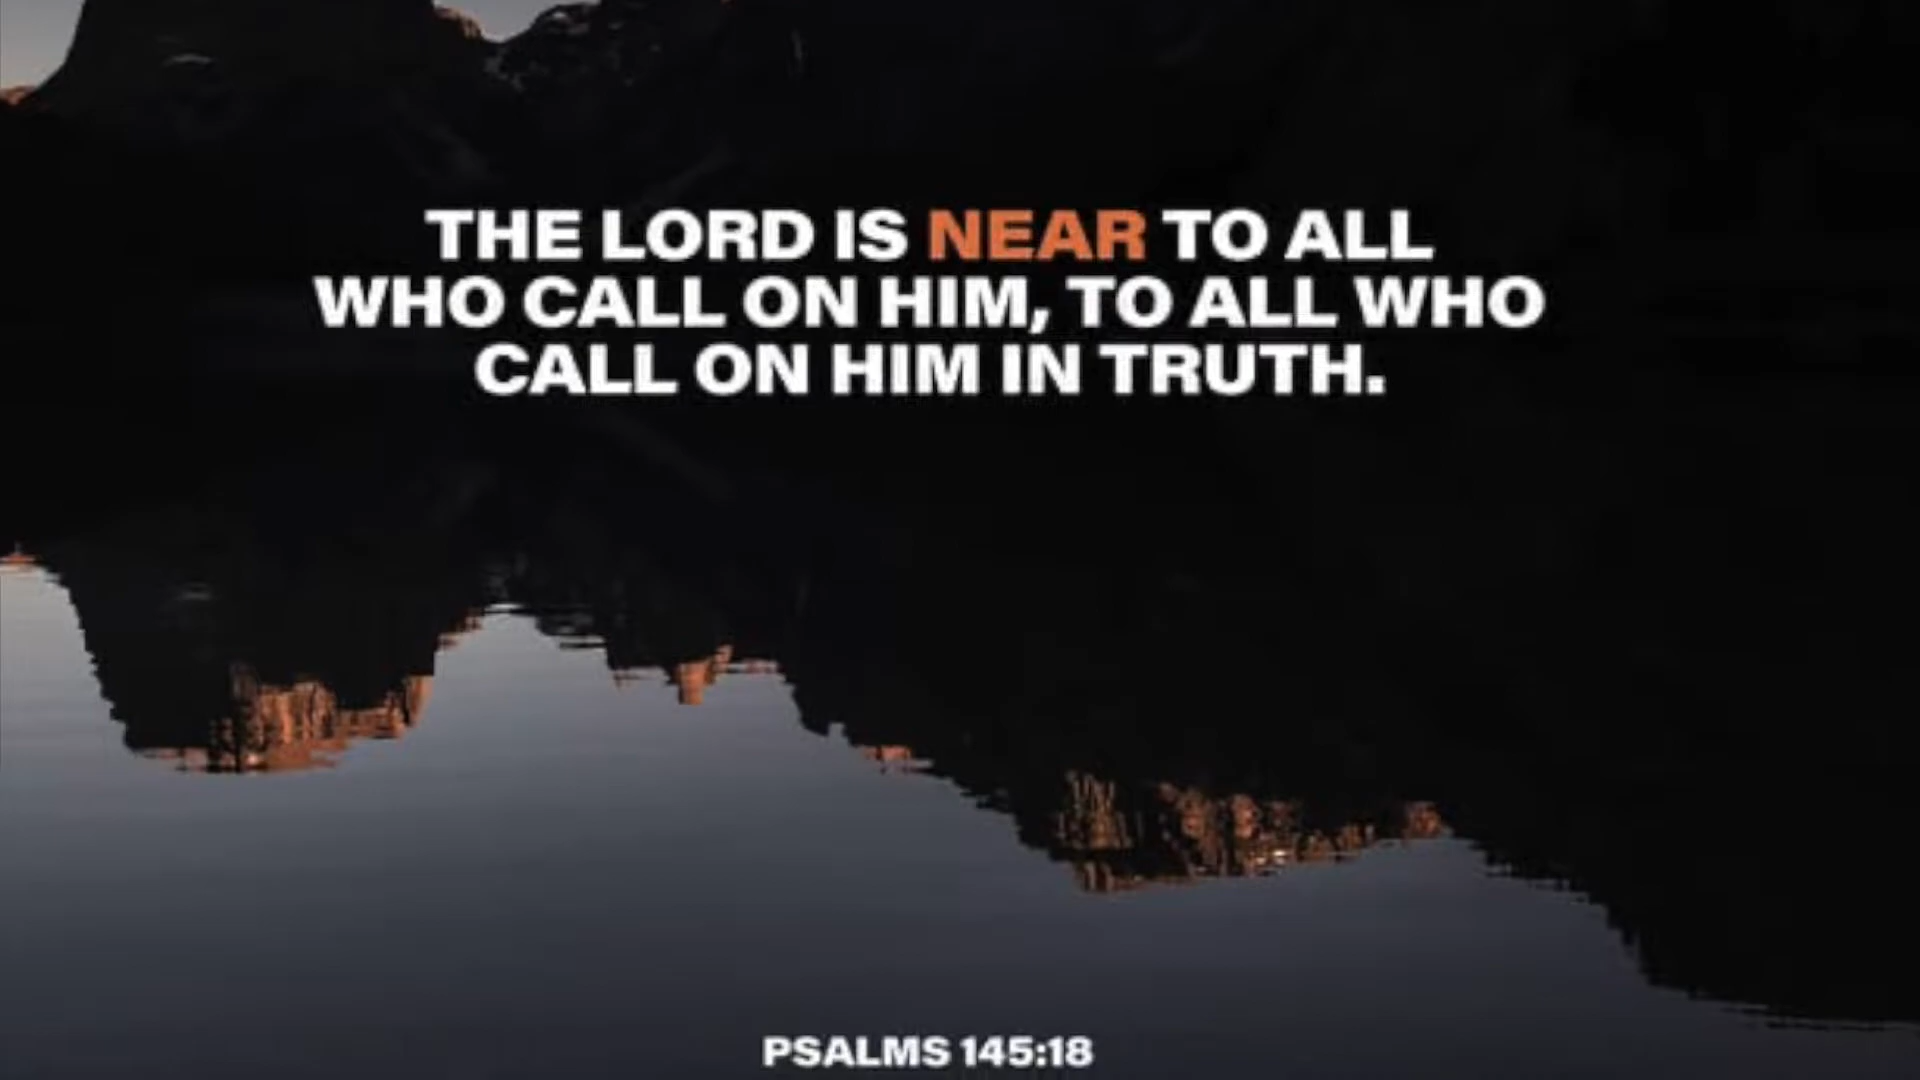 THE LORD IS NEAR TO ALL
WHO CALL ON HIM, TO ALL WHO
CALL ON HIM IN TRUTH.
PSALMS 145:18